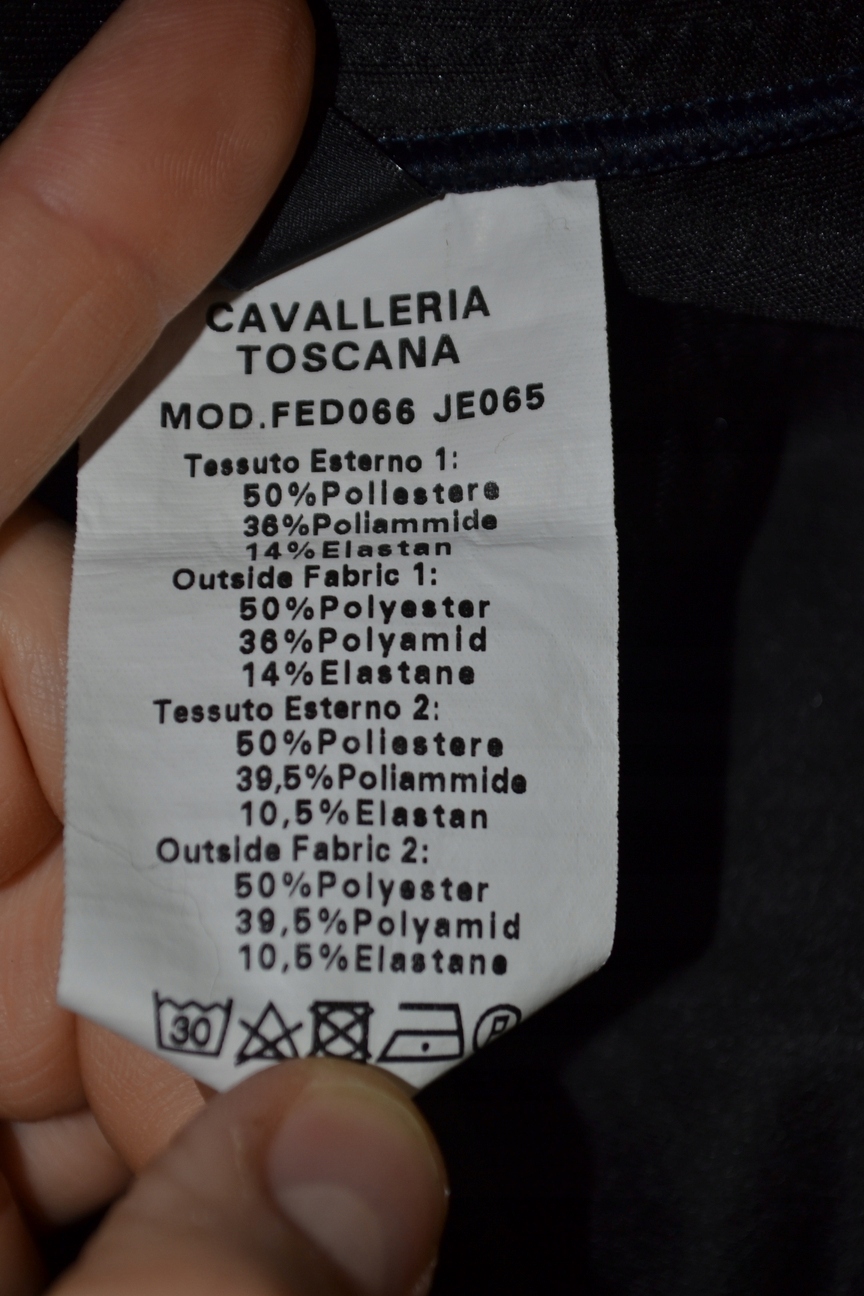 CAVALLERIA
TOSCANA
MOD.FED066 JE065
Tessuto Esterno 1:
50%Poliestere
36%Poliammide
14%Elastan
Outside Fabric 1:
50%Polyester
36%Polyamid
14%Elastane
Tessuto Esterno 2:
50%Poliestere
39,5%Poliammide
10,5%Elastan
Outside Fabric 2:
50%Polyester
39,5%Polyamid
10,5%Elastane
30 P